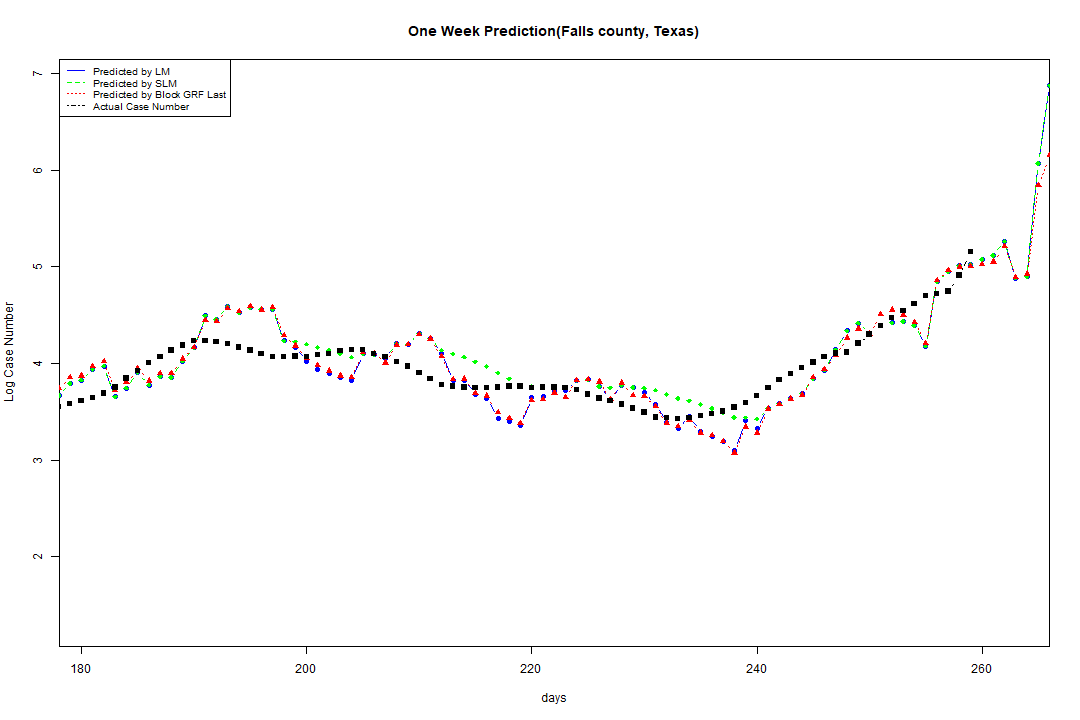 One Week Prediction(Falls county, Texas)
Predicted by LM
Predicted by SLM
Predicted by Block GRF Last
Actual Case Number
7
6
5
4
3
2
Log Case Number
180 200 220 240 260
days